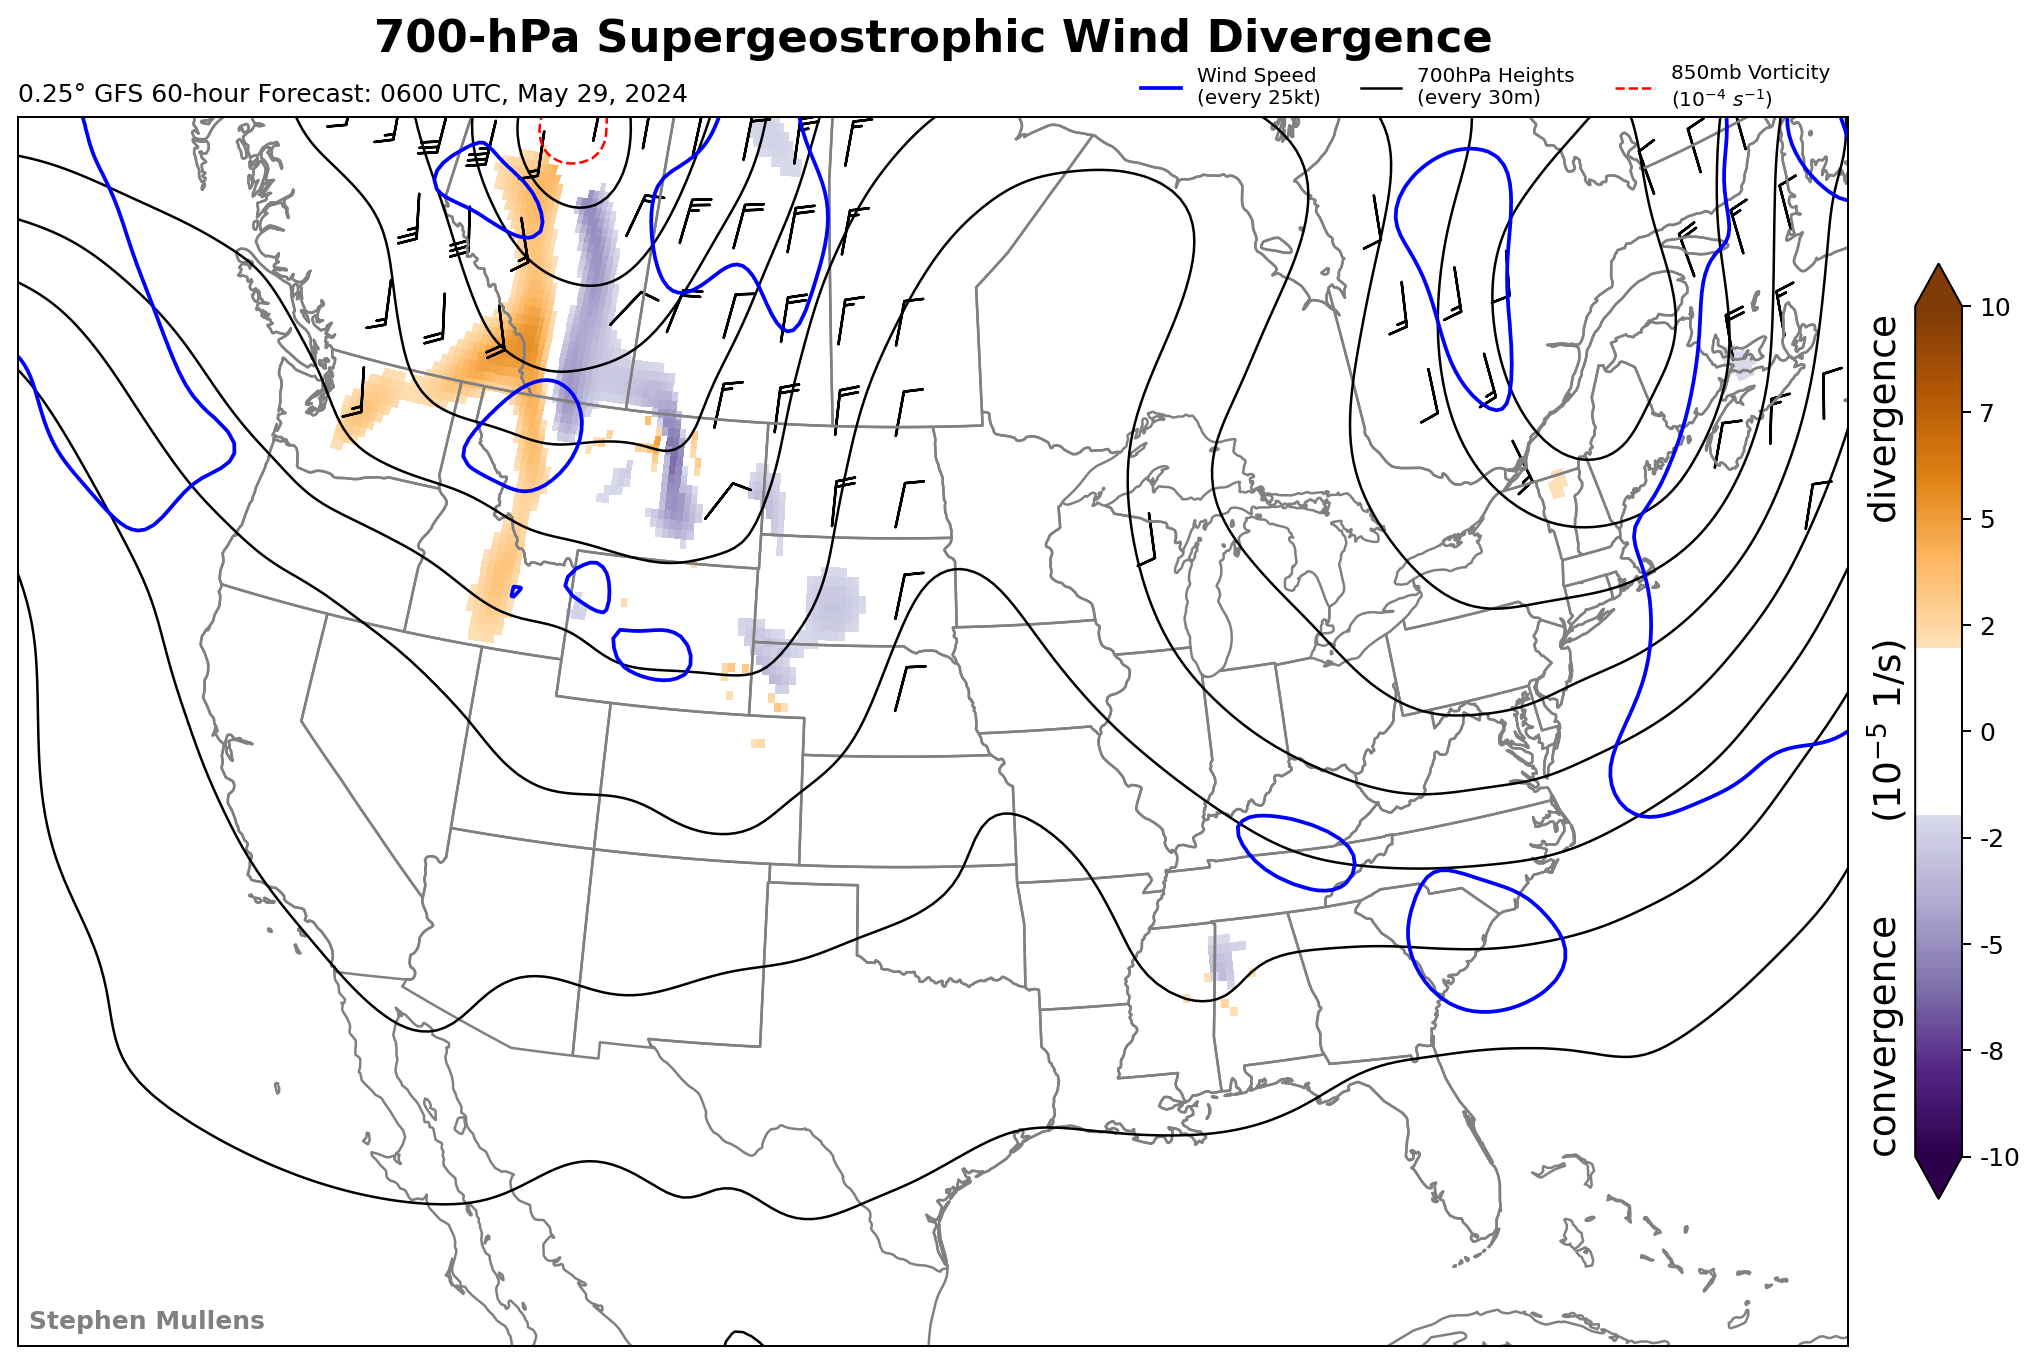 700-hPa Supergeostrophic Wind Divergence
0.25° GFS 60-hour Forecast: 0600 UTC, May 29, 2024
Wind Speed
(every 25kt)
700hPa Heights
(every 30m)
850mb Vorticity
(10⁻⁴ s⁻¹)
10
7
5
2
0
-2
-5
-8
-10
convergence (10⁻⁵ 1/s) divergence
Stephen Mullens